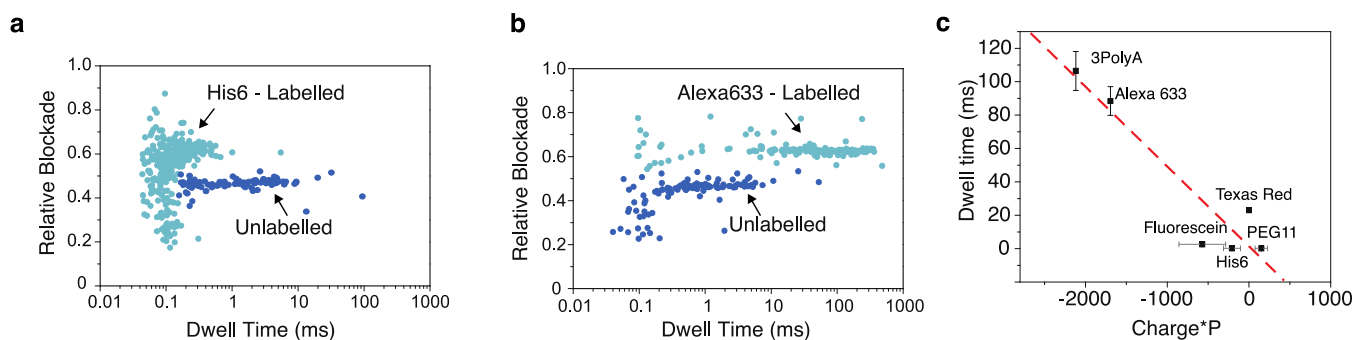 a
Relative Blockade
1.0
0.8
0.6
0.4
0.2
0
0.01
0.1
1
10
100
1000
Dwell Time (ms)
His6 - Labelled
Unlabelled
b
Relative Blockade
1.0
0.8
0.6
0.4
0.2
0
0.01
0.1
1
10
100
1000
Dwell Time (ms)
Alexa633 - Labelled
Unlabelled
c
Dwell time (ms)
120
100
80
60
40
20
0
-2000
-1000
0
1000
Charge*P
3PolyA
Alexa 633
Texas Red
Fluorescein
PEG11
His6